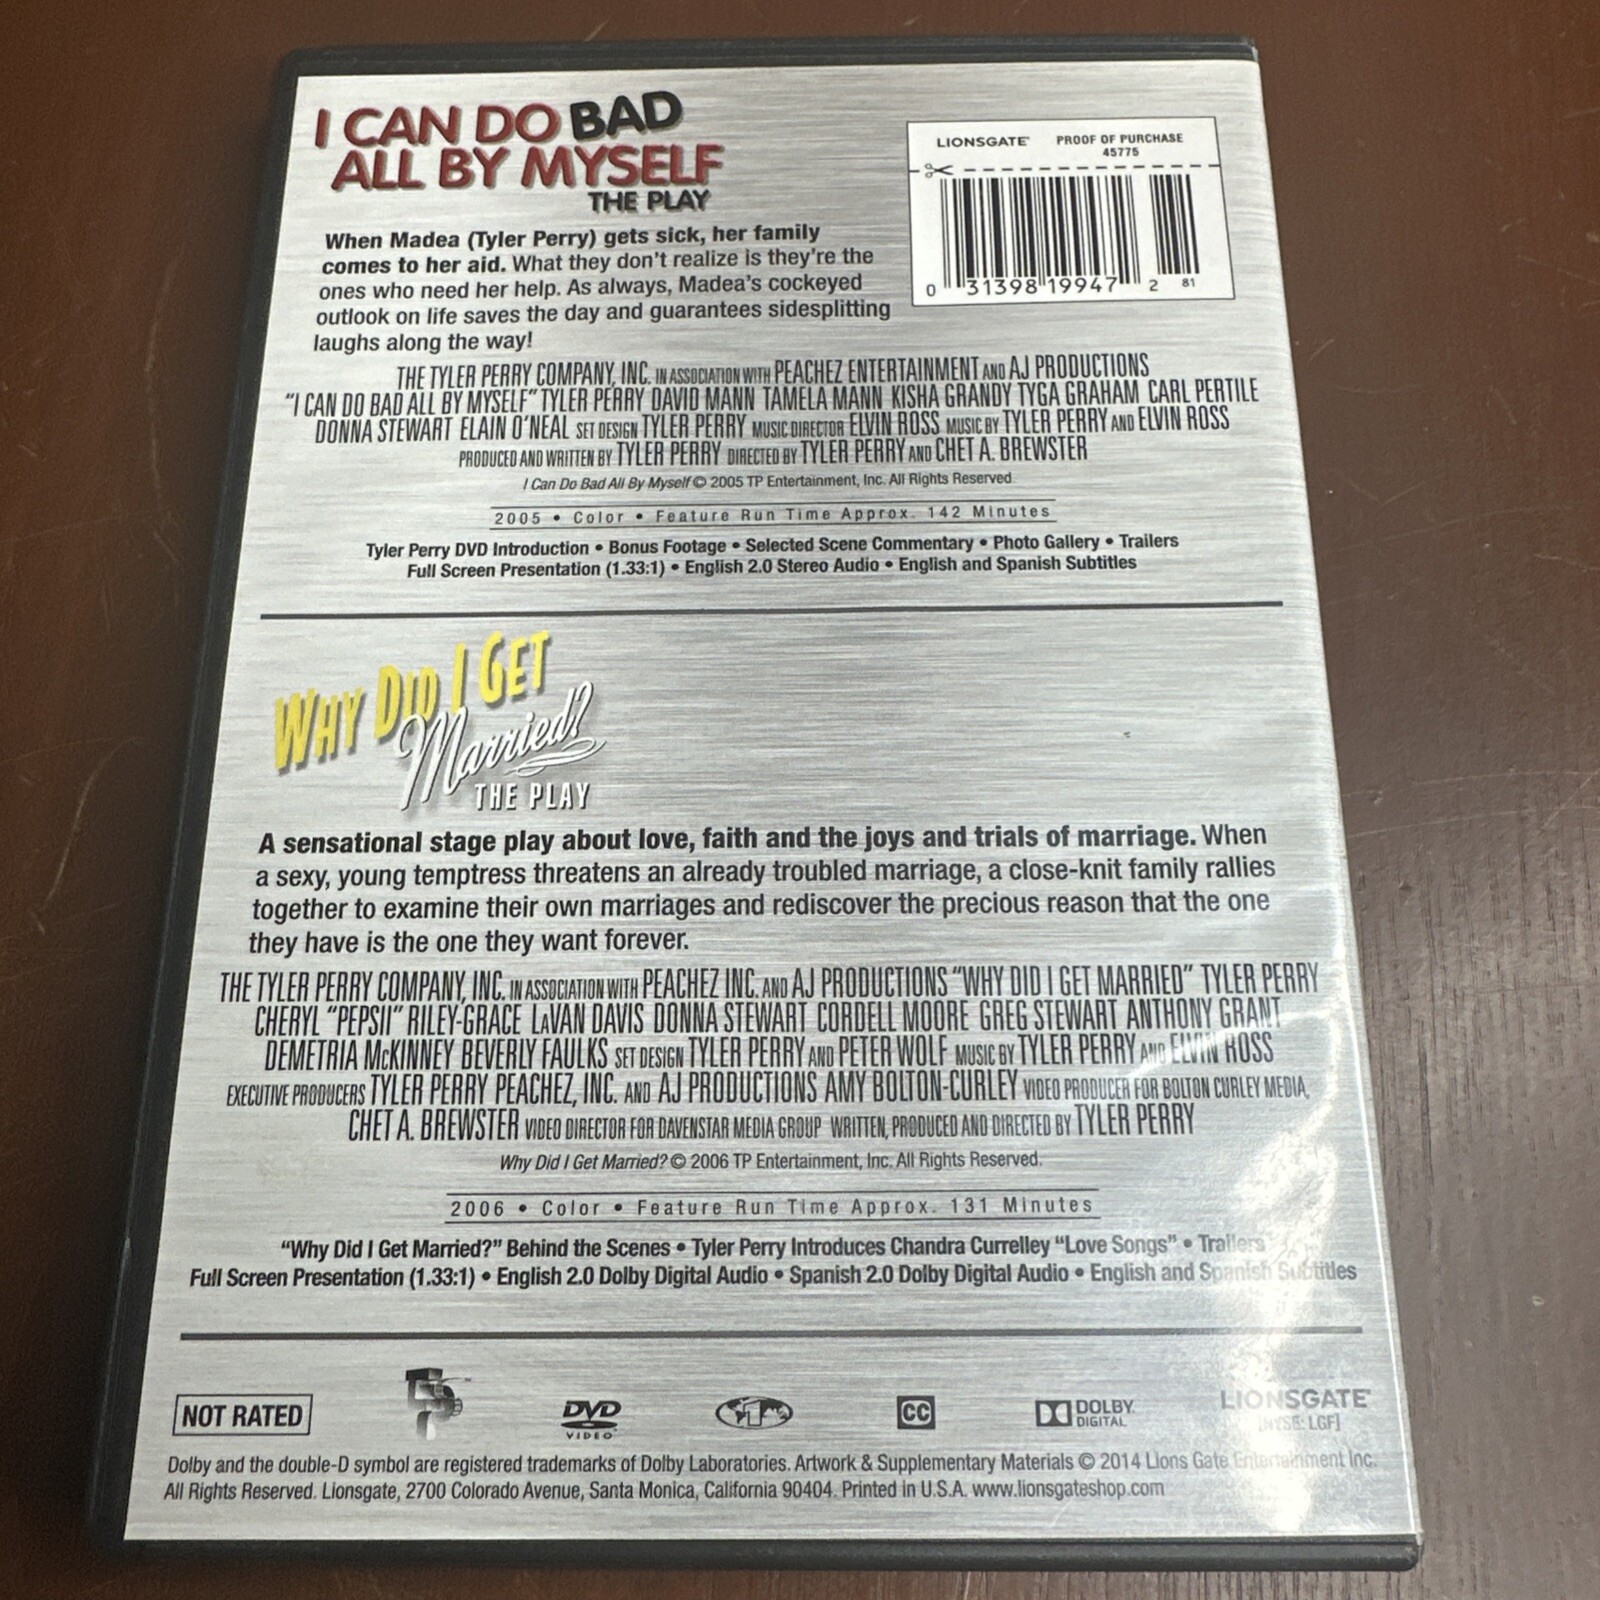 I CAN DO BAD
ALL BY MYSELF
THE PLAY
LIONSGATE® PROOF OF PURCHASE
45775
0 31398 19947 2 81
When Madea (Tyler Perry) gets sick, her family
comes to her aid. What they don't realize is they're the
ones who need her help. As always, Madea's cockeyed
outlook on life saves the day and guarantees sidesplitting
laughs along the way!
THE TYLER PERRY COMPANY, INC. IN ASSOCIATION WITH PEACHEZ ENTERTAINMENT AND AJ PRODUCTIONS
"I CAN DO BAD ALL BY MYSELF" TYLER PERRY DAVID MANN TAMELA MANN KISHA GRANDY TYGA GRAHAM CARL PERTILE
DONNA STEWART ELAIN O'NEAL SET DESIGN TYLER PERRY MUSIC DIRECTOR ELVIN ROSS MUSIC BY TYLER PERRY AND ELVIN ROSS
PRODUCED AND WRITTEN BY TYLER PERRY DIRECTED BY TYLER PERRY AND CHET A. BREWSTER
I Can Do Bad All By Myself © 2005 TP Entertainment, Inc. All Rights Reserved
2005 • Color • Feature Run Time Approx. 142 Minutes
Tyler Perry DVD Introduction • Bonus Footage • Selected Scene Commentary • Photo Gallery • Trailers
Full Screen Presentation (1.33:1) • English 2.0 Stereo Audio • English and Spanish Subtitles
WHY DID I GET
Married?
THE PLAY
A sensational stage play about love, faith and the joys and trials of marriage. When
a sexy, young temptress threatens an already troubled marriage, a close-knit family rallies
together to examine their own marriages and rediscover the precious reason that the one
they have is the one they want forever.
THE TYLER PERRY COMPANY, INC. IN ASSOCIATION WITH PEACHEZ INC. AND AJ PRODUCTIONS "WHY DID I GET MARRIED" TYLER PERRY
CHERYL "PEPSII" RILEY-GRACE LAVAN DAVIS DONNA STEWART CORDELL MOORE GREG STEWART ANTHONY GRANT
DEMETRIA McKINNEY BEVERLY FAULKS SET DESIGN TYLER PERRY AND PETER WOLF MUSIC BY TYLER PERRY AND ELVIN ROSS
EXECUTIVE PRODUCERS TYLER PERRY PEACHEZ, INC. AND AJ PRODUCTIONS AMY BOLTON-CURLEY VIDEO PRODUCER FOR BOLTON CURLEY MEDIA,
CHET A. BREWSTER VIDEO DIRECTOR FOR DAVENSTAR MEDIA GROUP WRITTEN, PRODUCED AND DIRECTED BY TYLER PERRY
Why Did I Get Married? © 2006 TP Entertainment, Inc. All Rights Reserved.
2006 • Color • Feature Run Time Approx. 131 Minutes
"Why Did I Get Married?" Behind the Scenes • Tyler Perry Introduces Chandra Currelley "Love Songs" • Trailers
Full Screen Presentation (1.33:1) • English 2.0 Dolby Digital Audio • Spanish 2.0 Dolby Digital Audio • English and Spanish Subtitles
NOT RATED DVD VIDEO 1 CC DOLBY DIGITAL LIONSGATE®
[NYSE: LGF]
Dolby and the double-D symbol are registered trademarks of Dolby Laboratories. Artwork & Supplementary Materials © 2014 Lions Gate Entertainment Inc.
All Rights Reserved. Lionsgate, 2700 Colorado Avenue, Santa Monica, California 90404. Printed in U.S.A. www.lionsgateshop.com